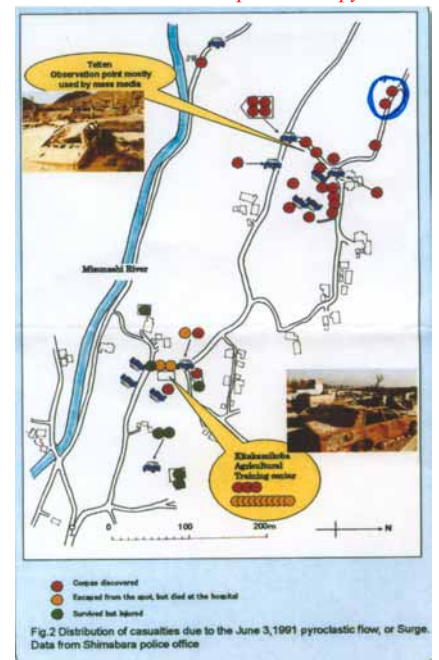 Teiten
Observation point mostly
used by mass media
Mizunashi River
Kitakamikoba
Agricultural
Training center
0 100 200m
N
Corpse discovered
Escaped from the spot, but died at the hospital
Survived but injured
Fig.2 Distribution of casualties due to the June 3,1991 pyroclastic flow, or Surge.
Data from Shimabara police office